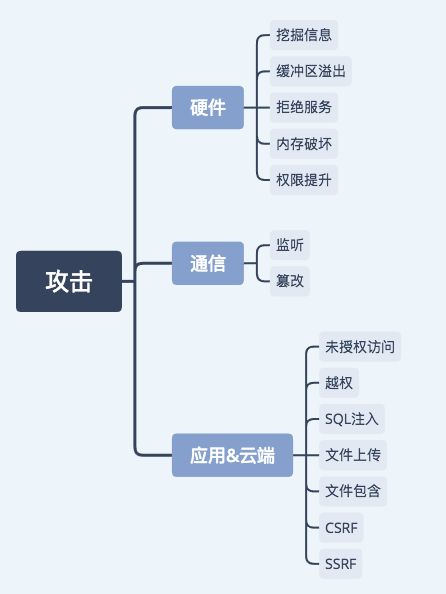 攻击
硬件
挖掘信息
缓冲区溢出
拒绝服务
内存破坏
权限提升
通信
监听
篡改
应用&云端
未授权访问
越权
SQL注入
文件上传
文件包含
CSRF
SSRF